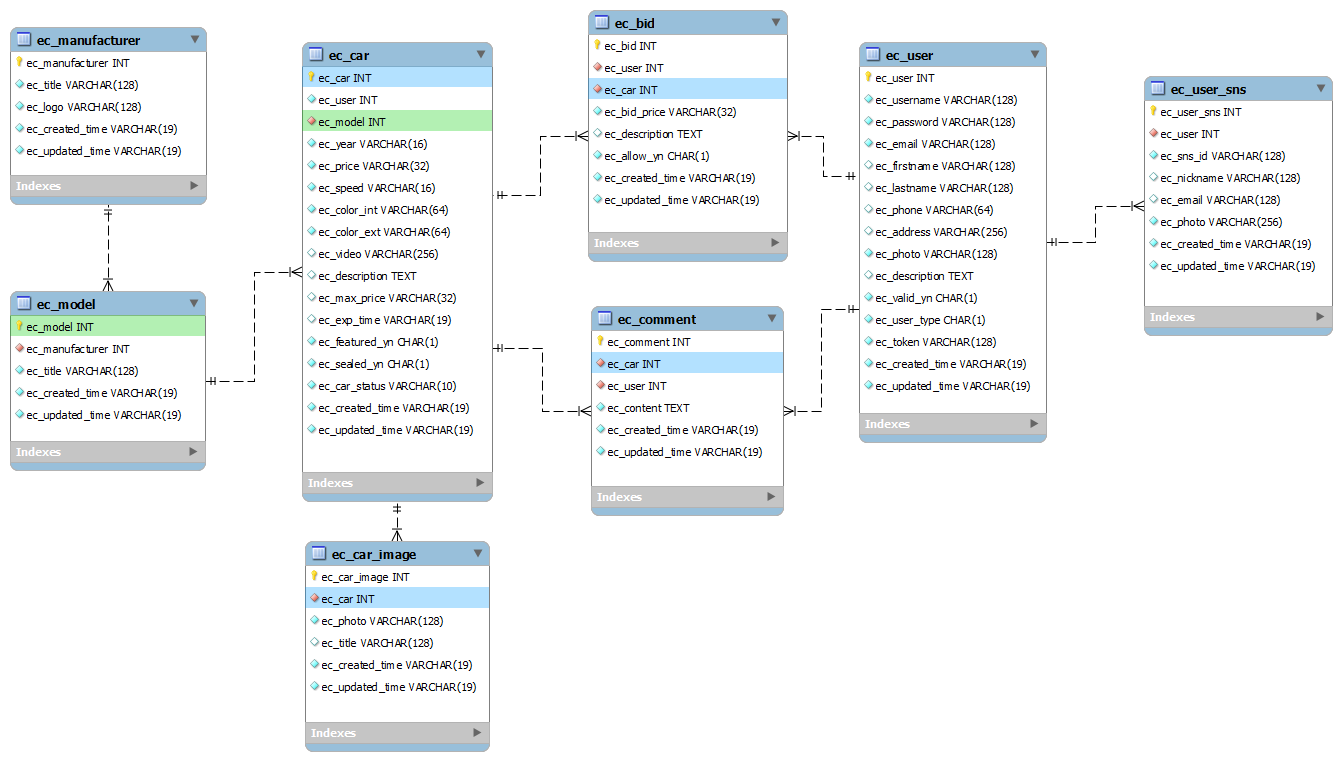 ec_manufacturer
ec_manufacturer INT
ec_title VARCHAR(128)
ec_logo VARCHAR(128)
ec_created_time VARCHAR(19)
ec_updated_time VARCHAR(19)
Indexes
ec_model
ec_model INT
ec_manufacturer INT
ec_title VARCHAR(128)
ec_created_time VARCHAR(19)
ec_updated_time VARCHAR(19)
Indexes
ec_car
ec_car INT
ec_user INT
ec_model INT
ec_year VARCHAR(16)
ec_price VARCHAR(32)
ec_speed VARCHAR(16)
ec_color_int VARCHAR(64)
ec_color_ext VARCHAR(64)
ec_video VARCHAR(256)
ec_description TEXT
ec_max_price VARCHAR(32)
ec_exp_time VARCHAR(19)
ec_featured_yn CHAR(1)
ec_sealed_yn CHAR(1)
ec_car_status VARCHAR(10)
ec_created_time VARCHAR(19)
ec_updated_time VARCHAR(19)
Indexes
ec_car_image
ec_car_image INT
ec_car INT
ec_photo VARCHAR(128)
ec_title VARCHAR(128)
ec_created_time VARCHAR(19)
ec_updated_time VARCHAR(19)
Indexes
ec_bid
ec_bid INT
ec_user INT
ec_car INT
ec_bid_price VARCHAR(32)
ec_description TEXT
ec_allow_yn CHAR(1)
ec_created_time VARCHAR(19)
ec_updated_time VARCHAR(19)
Indexes
ec_comment
ec_comment INT
ec_car INT
ec_user INT
ec_content TEXT
ec_created_time VARCHAR(19)
ec_updated_time VARCHAR(19)
Indexes
ec_user
ec_user INT
ec_username VARCHAR(128)
ec_password VARCHAR(128)
ec_email VARCHAR(128)
ec_firstname VARCHAR(128)
ec_lastname VARCHAR(128)
ec_phone VARCHAR(64)
ec_address VARCHAR(256)
ec_photo VARCHAR(128)
ec_description TEXT
ec_valid_yn CHAR(1)
ec_user_type CHAR(1)
ec_token VARCHAR(128)
ec_created_time VARCHAR(19)
ec_updated_time VARCHAR(19)
Indexes
ec_user_sns
ec_user_sns INT
ec_user INT
ec_sns_id VARCHAR(128)
ec_nickname VARCHAR(128)
ec_email VARCHAR(128)
ec_photo VARCHAR(256)
ec_created_time VARCHAR(19)
ec_updated_time VARCHAR(19)
Indexes